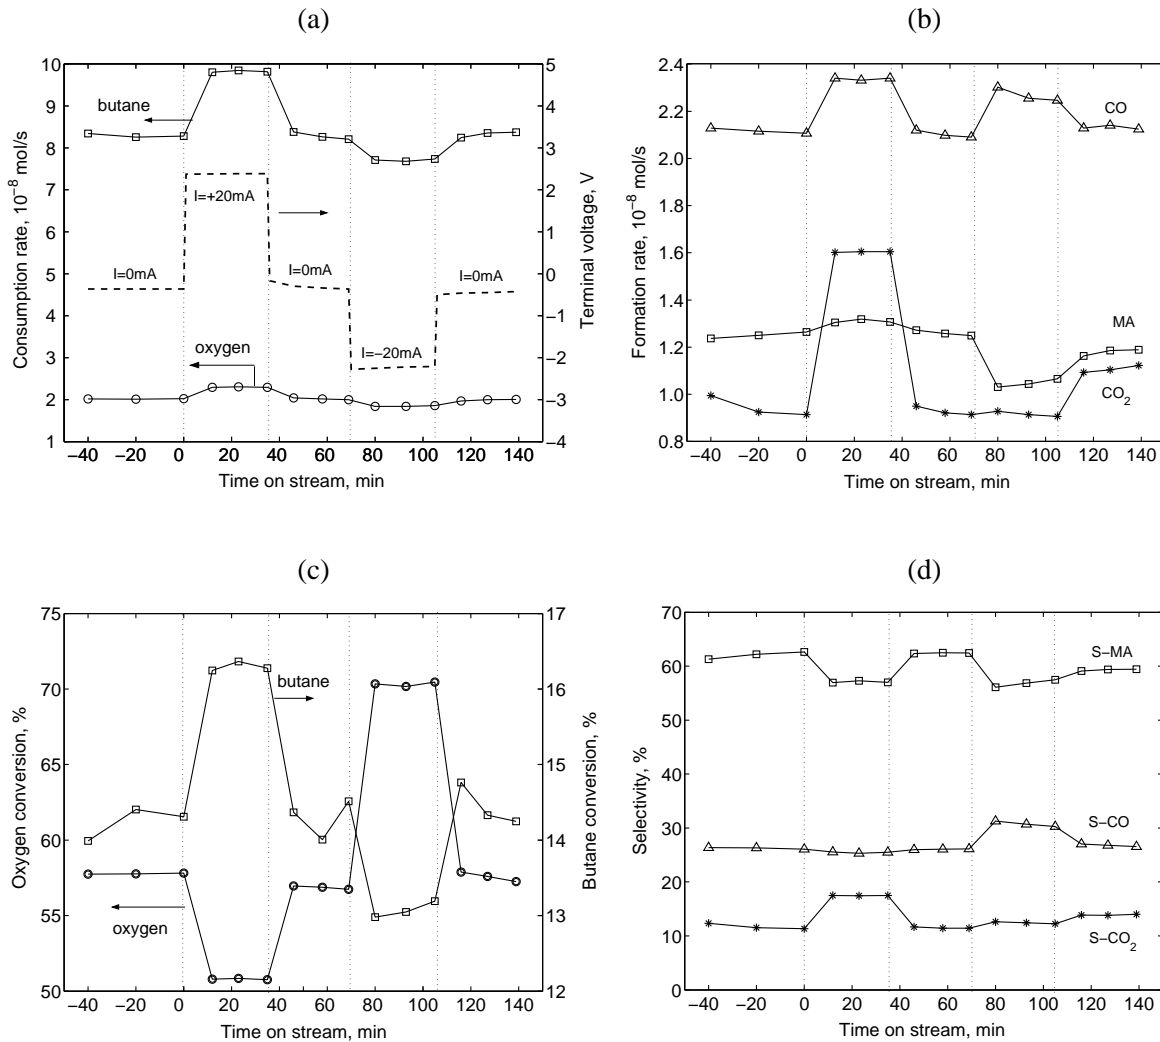 (a)
10
9
8
7
6
5
4
3
2
1
5
4
3
2
1
0
−1
−2
−3
−4
butane
I=+20mA
I=0mA
I=0mA
I=0mA
I=−20mA
oxygen
Consumption rate, 10⁻⁸ mol/s
Terminal voltage, V
−40 −20 0 20 40 60 80 100 120 140
Time on stream, min
(b)
2.4
2.2
2.0
1.8
1.6
1.4
1.2
1.0
0.8
CO
MA
CO₂
Formation rate, 10⁻⁸ mol/s
−40 −20 0 20 40 60 80 100 120 140
Time on stream, min
(c)
75
70
65
60
55
50
17
16
15
14
13
12
butane
oxygen
Oxygen conversion, %
Butane conversion, %
−40 −20 0 20 40 60 80 100 120 140
Time on stream, min
(d)
70
60
50
40
30
20
10
0
S−MA
S−CO
S−CO₂
Selectivity, %
−40 −20 0 20 40 60 80 100 120 140
Time on stream, min